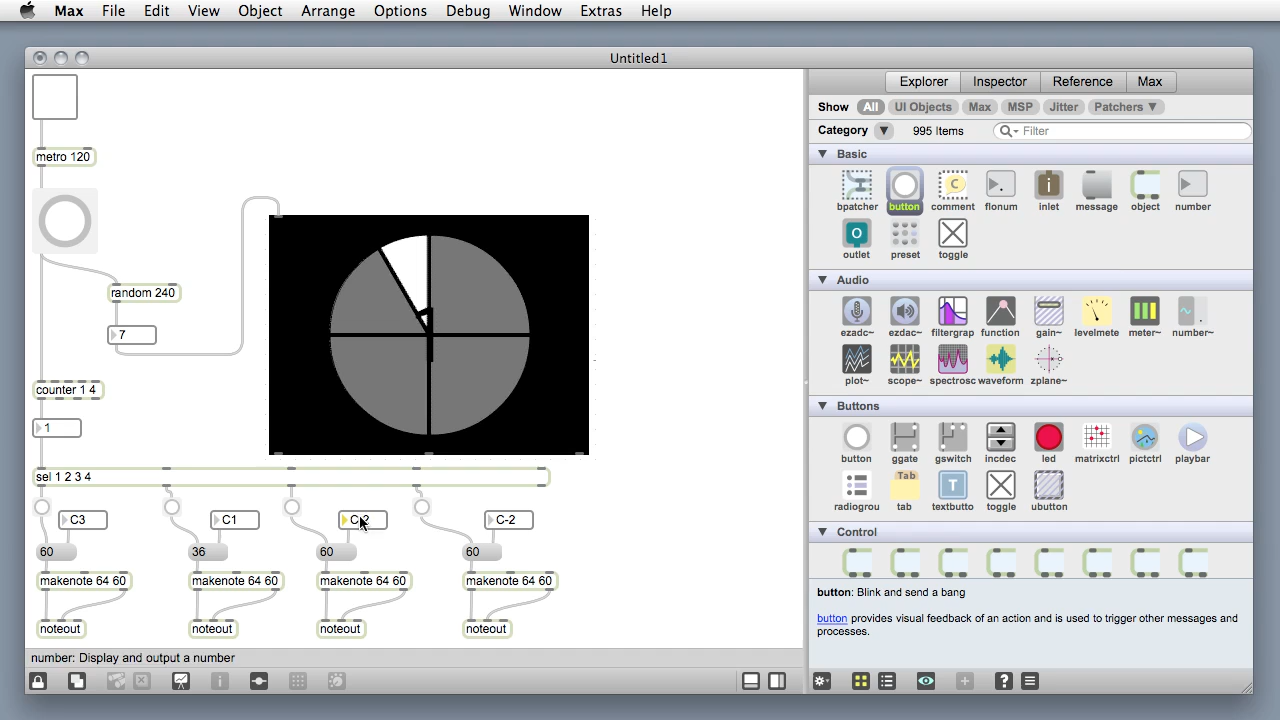 Max File Edit View Object Arrange Options Debug Window Extras Help
Untitled1
Explorer Inspector Reference Max
Show All UI Objects Max MSP Jitter Patchers ▼
Category ▼ 995 Items Filter
Basic
bpatcher button comment flonum inlet message object number
outlet preset toggle
Audio
ezadc~ ezdac~ filtergrap function gain~ levelmete meter~ number~
plot~ scope~ spectrosc waveform zplane~
Buttons
button ggate gswitch incdec led matrixctrl pictctrl playbar
Tab
radiogrou tab textbutto toggle ubutton
Control
button: Blink and send a bang
button provides visual feedback of an action and is used to trigger other messages and
processes.
metro 120
random 240
7
counter 1 4
1
sel 1 2 3 4
C3 C1 C-2
60 36 60 60
makenote 64 60 makenote 64 60 makenote 64 60 makenote 64 60
noteout noteout noteout noteout
number: Display and output a number